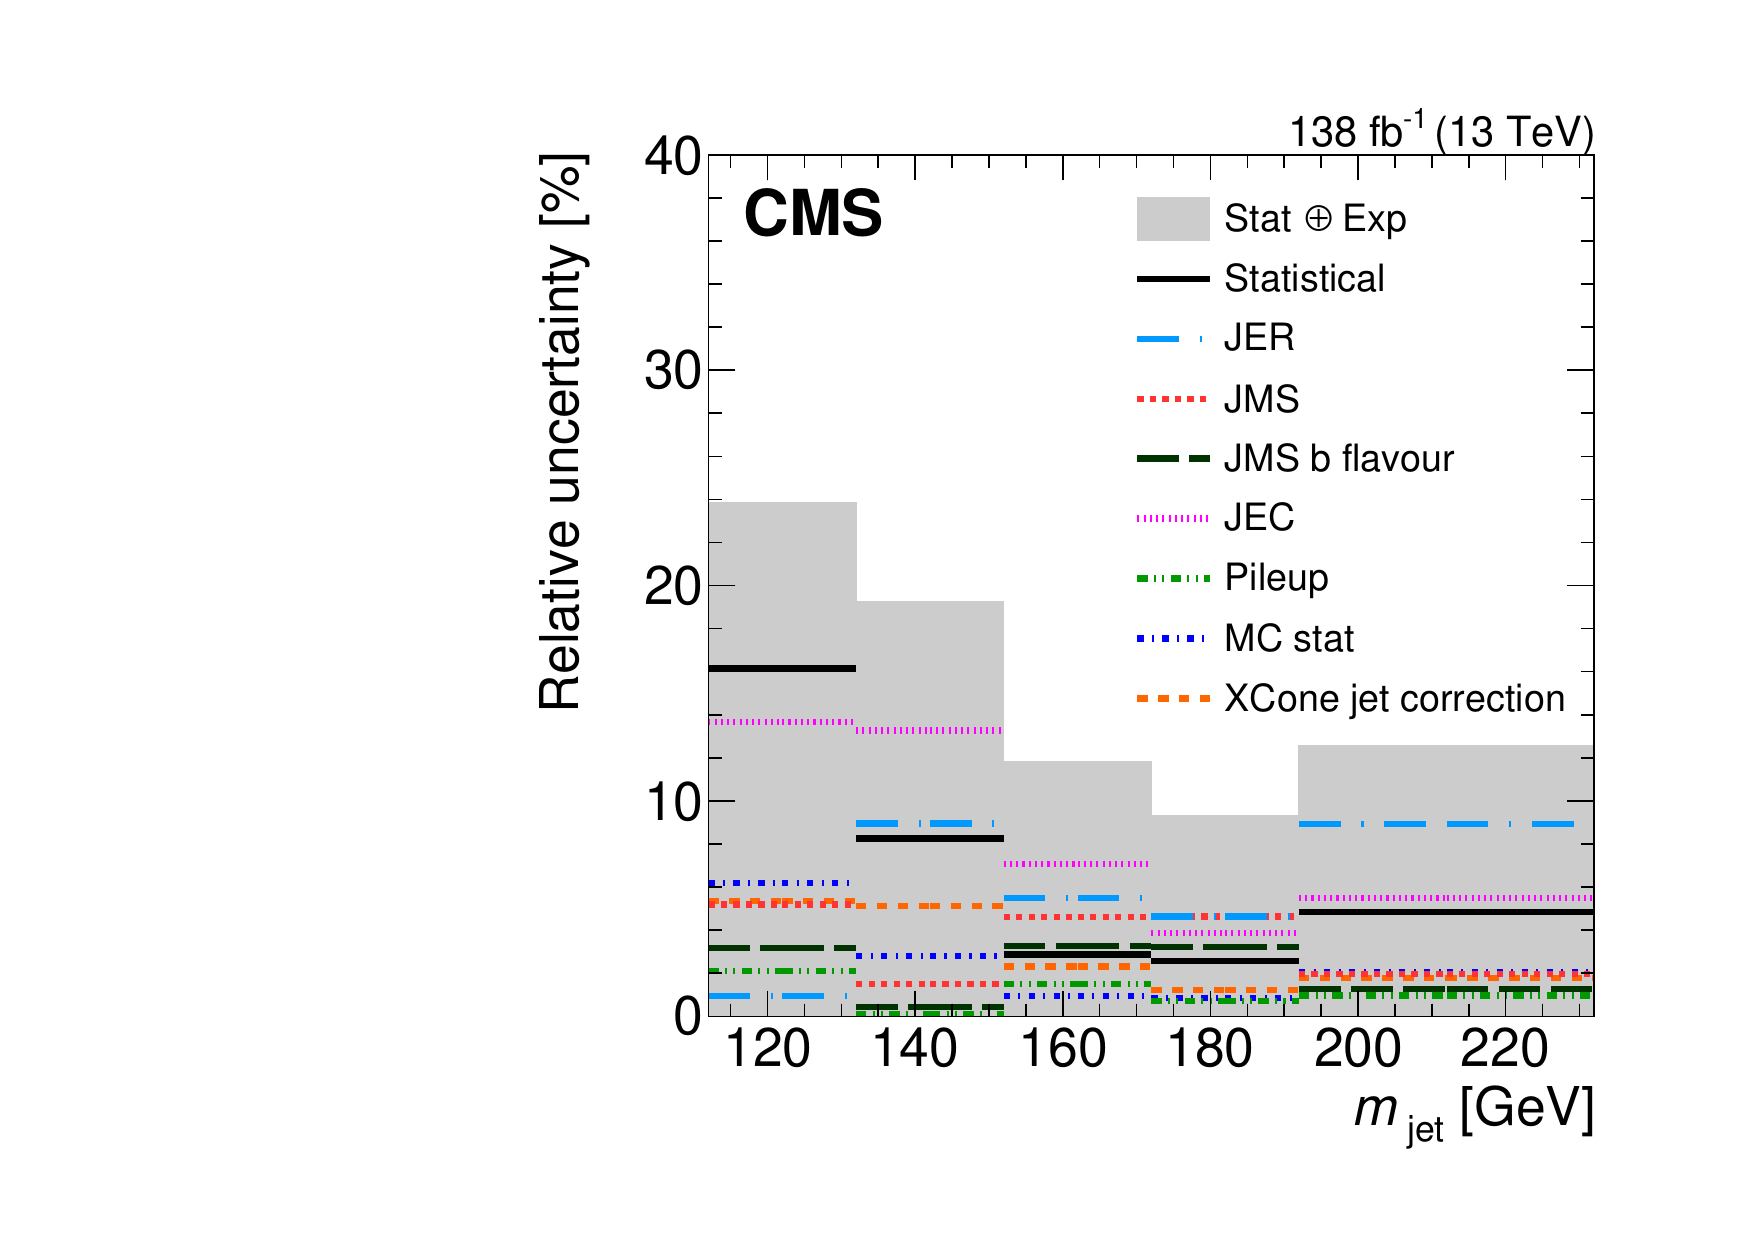 138 fb-1 (13 TeV)
CMS
Relative uncertainty [%]
40
30
20
10
0
Stat ⊕ Exp
Statistical
JER
JMS
JMS b flavour
JEC
Pileup
MC stat
XCone jet correction
120 140 160 180 200 220
m jet [GeV]